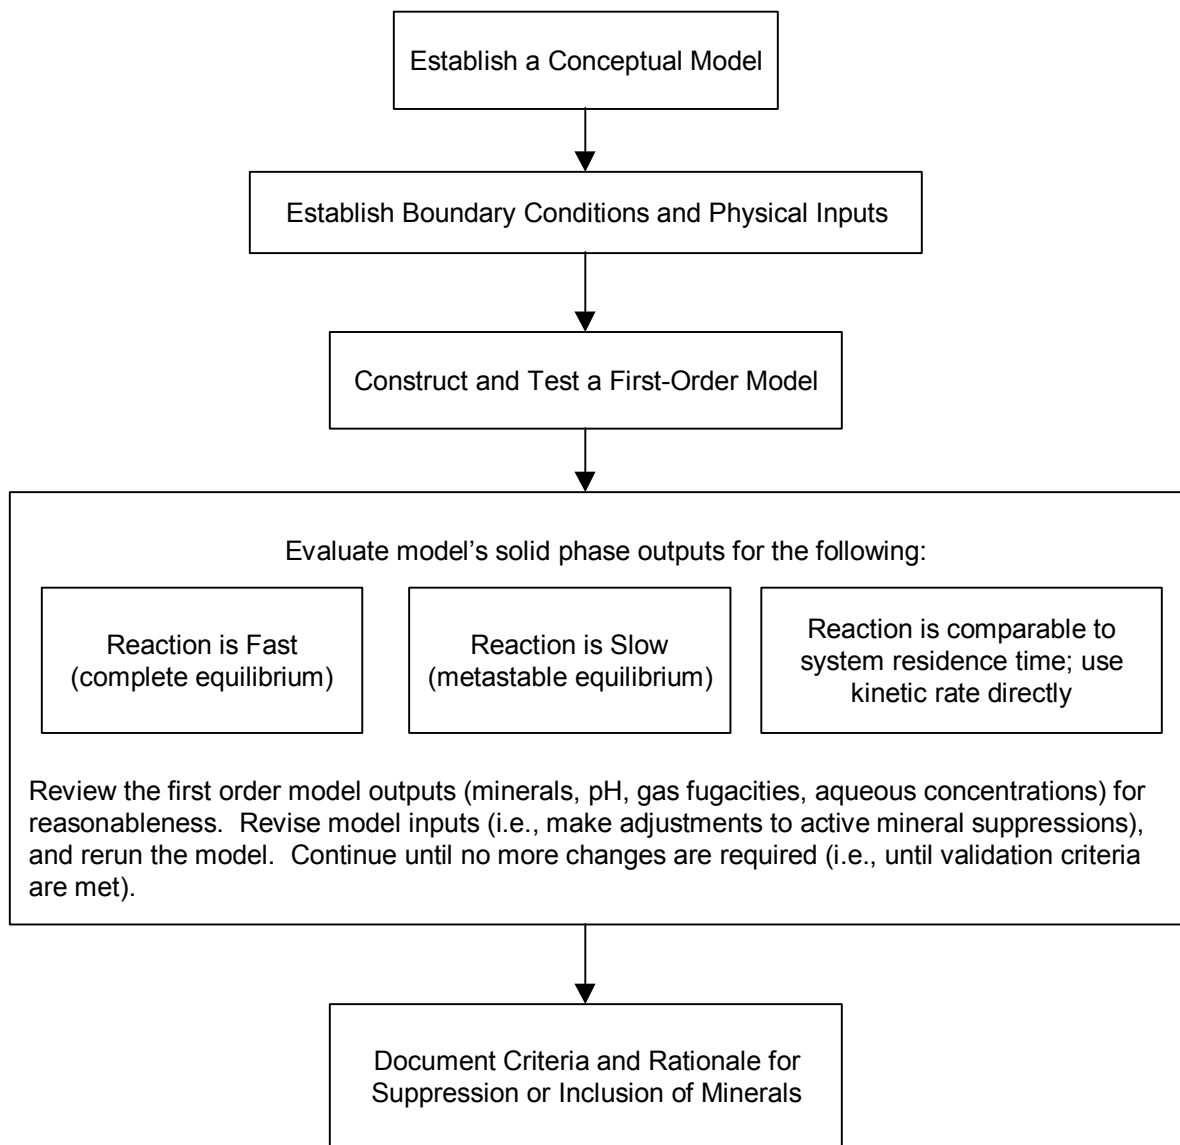 Establish a Conceptual Model
Establish Boundary Conditions and Physical Inputs
Construct and Test a First-Order Model
Evaluate model's solid phase outputs for the following:
Reaction is Fast
(complete equilibrium)
Reaction is Slow
(metastable equilibrium)
Reaction is comparable to
system residence time; use
kinetic rate directly
Review the first order model outputs (minerals, pH, gas fugacities, aqueous concentrations) for
reasonableness.  Revise model inputs (i.e., make adjustments to active mineral suppressions),
and rerun the model.  Continue until no more changes are required (i.e., until validation criteria
are met).
Document Criteria and Rationale for
Suppression or Inclusion of Minerals